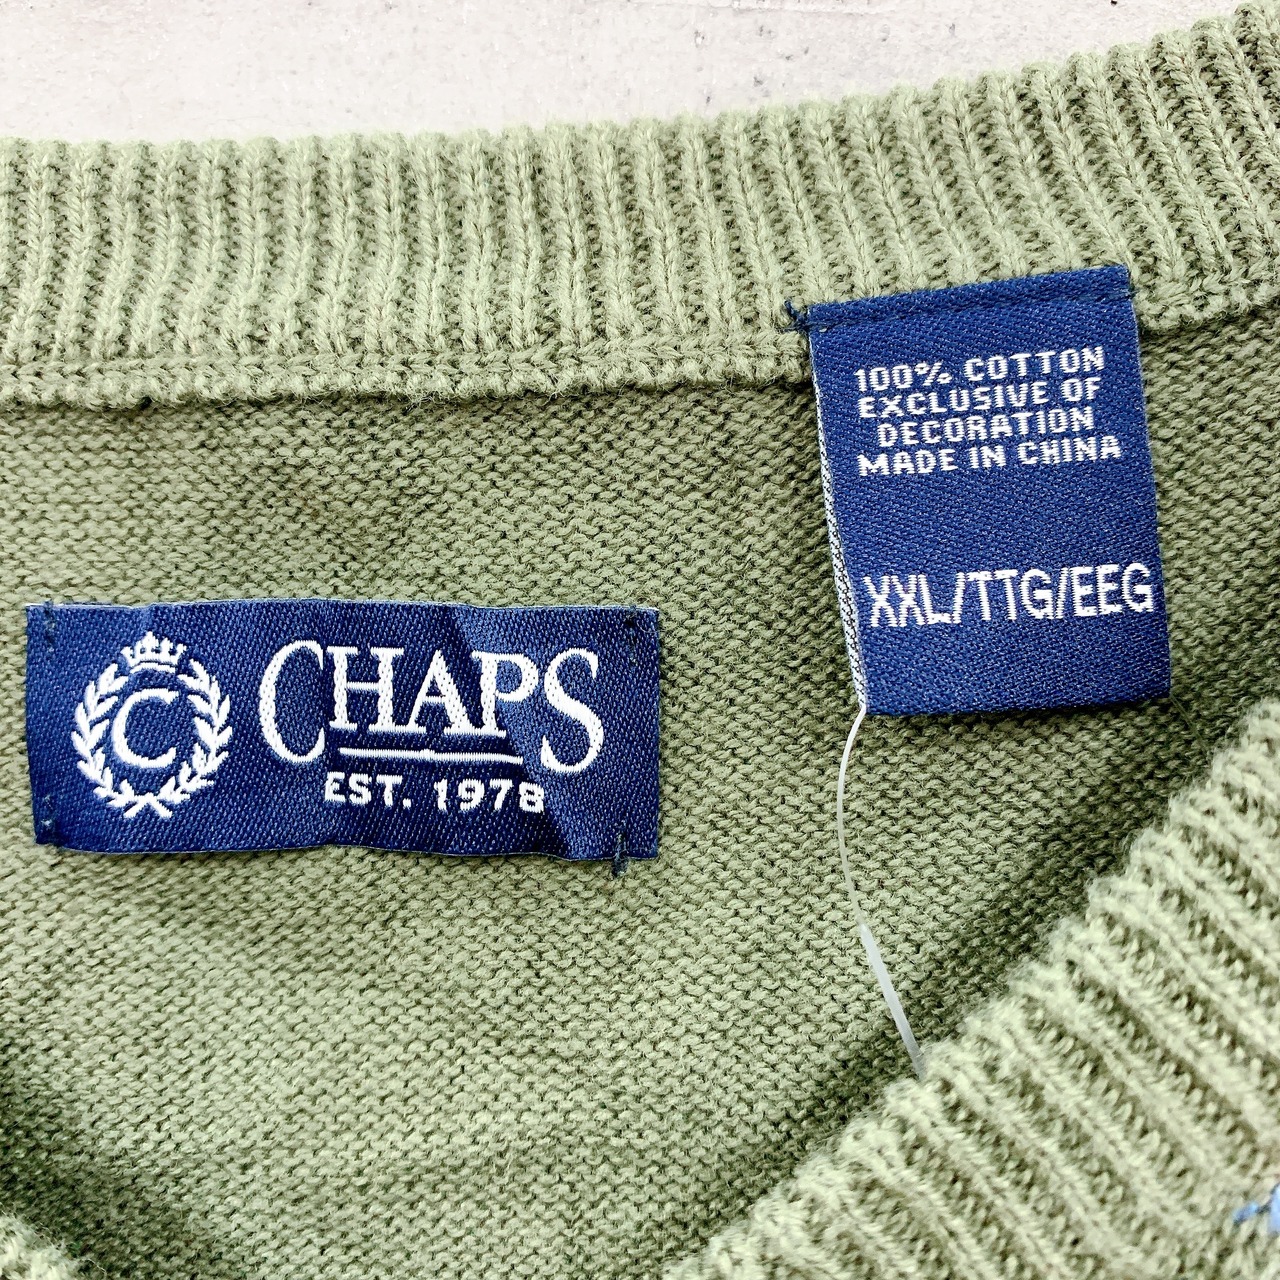 100% COTTON
EXCLUSIVE OF
DECORATION
MADE IN CHINA
XXL/TTG/EEG
C
CHAPS
EST. 1978